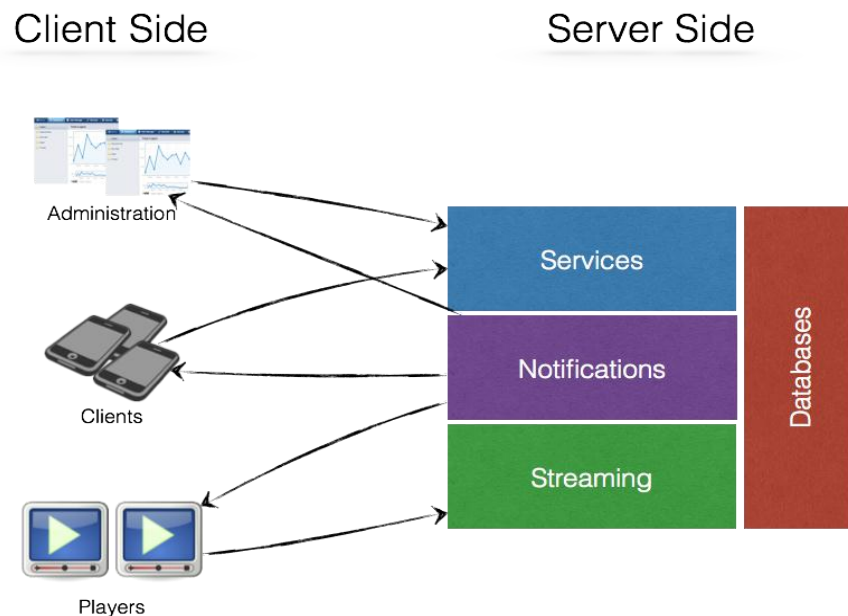 Client Side
Server Side
Administration
Services
Notifications
Databases
Clients
Streaming
Players